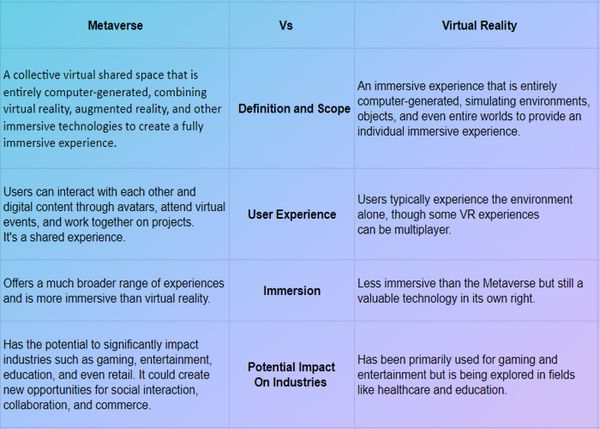 Metaverse Vs Virtual Reality
A collective virtual shared space that is
entirely computer-generated, combining
virtual reality, augmented reality, and other
immersive technologies to create a fully
immersive experience.
Definition and Scope
An immersive experience that is entirely
computer-generated, simulating environments,
objects, and even entire worlds to provide an
individual immersive experience.
Users can interact with each other and
digital content through avatars, attend virtual
events, and work together on projects.
It's a shared experience.
User Experience
Users typically experience the environment
alone, though some VR experiences
can be multiplayer.
Offers a much broader range of experiences
and is more immersive than virtual reality.
Immersion
Less immersive than the Metaverse but still a
valuable technology in its own right.
Has the potential to significantly impact
industries such as gaming, entertainment,
education, and even retail. It could create
new opportunities for social interaction,
collaboration, and commerce.
Potential Impact
On Industries
Has been primarily used for gaming and
entertainment but is being explored in fields
like healthcare and education.